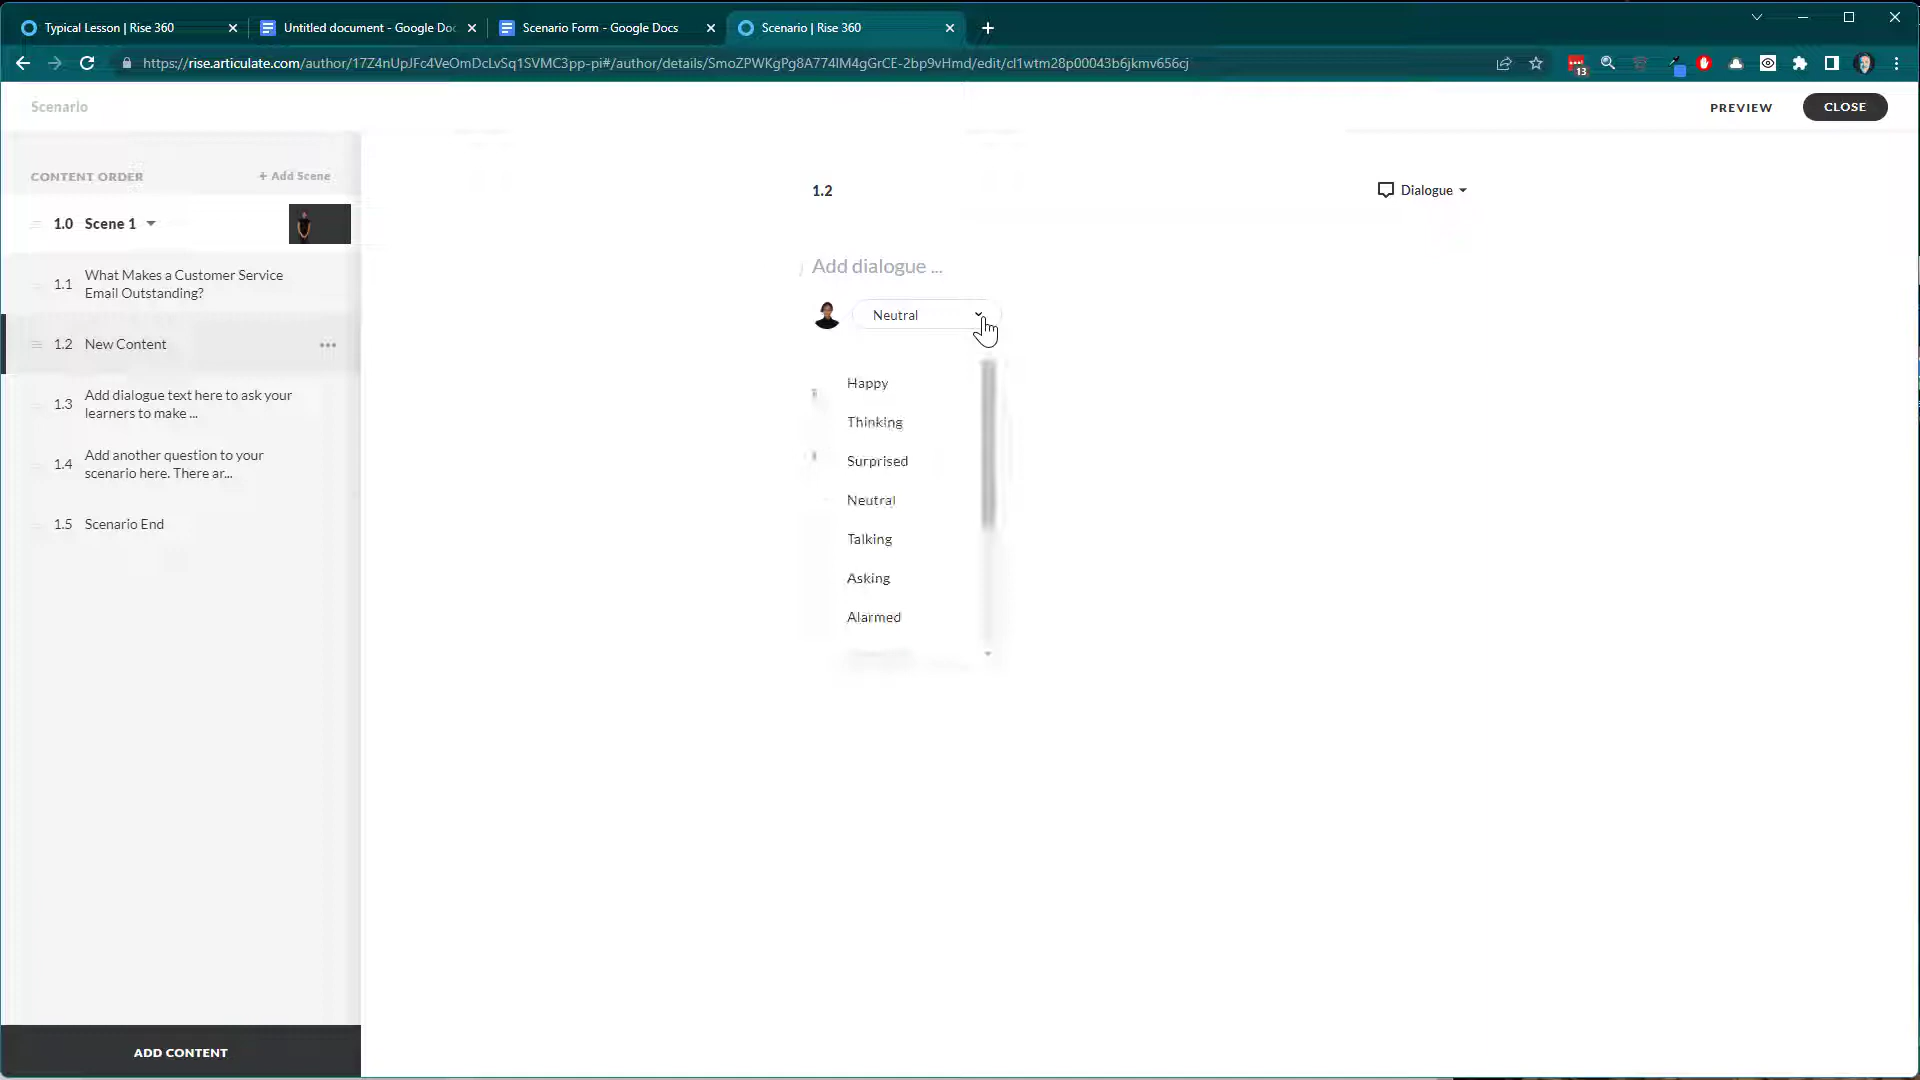 Typical Lesson | Rise 360
Untitled document - Google Doc
Scenario Form - Google Docs
Scenario | Rise 360
https://rise.articulate.com/author/17Z4nUpJFc4VeOmDcLvSq1SVMC3pp-pi#/author/details/SmoZPWKgPg8A774IM4gGrCE-2bp9vHmd/edit/cl1wtm28p00043b6jkmv656cj
13
Scenario
PREVIEW
CLOSE
CONTENT ORDER
+ Add Scene
1.0 Scene 1
1.1 What Makes a Customer Service
Email Outstanding?
1.2 New Content
1.3 Add dialogue text here to ask your
learners to make ...
1.4 Add another question to your
scenario here. There ar...
1.5 Scenario End
ADD CONTENT
1.2
Dialogue
Add dialogue ...
Neutral
Happy
Thinking
Surprised
Neutral
Talking
Asking
Alarmed